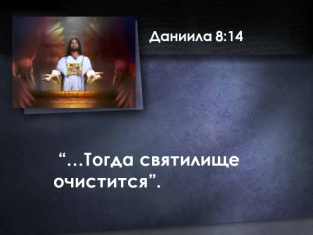 Даниила 8:14
“…Тогда святилище
очистится”.